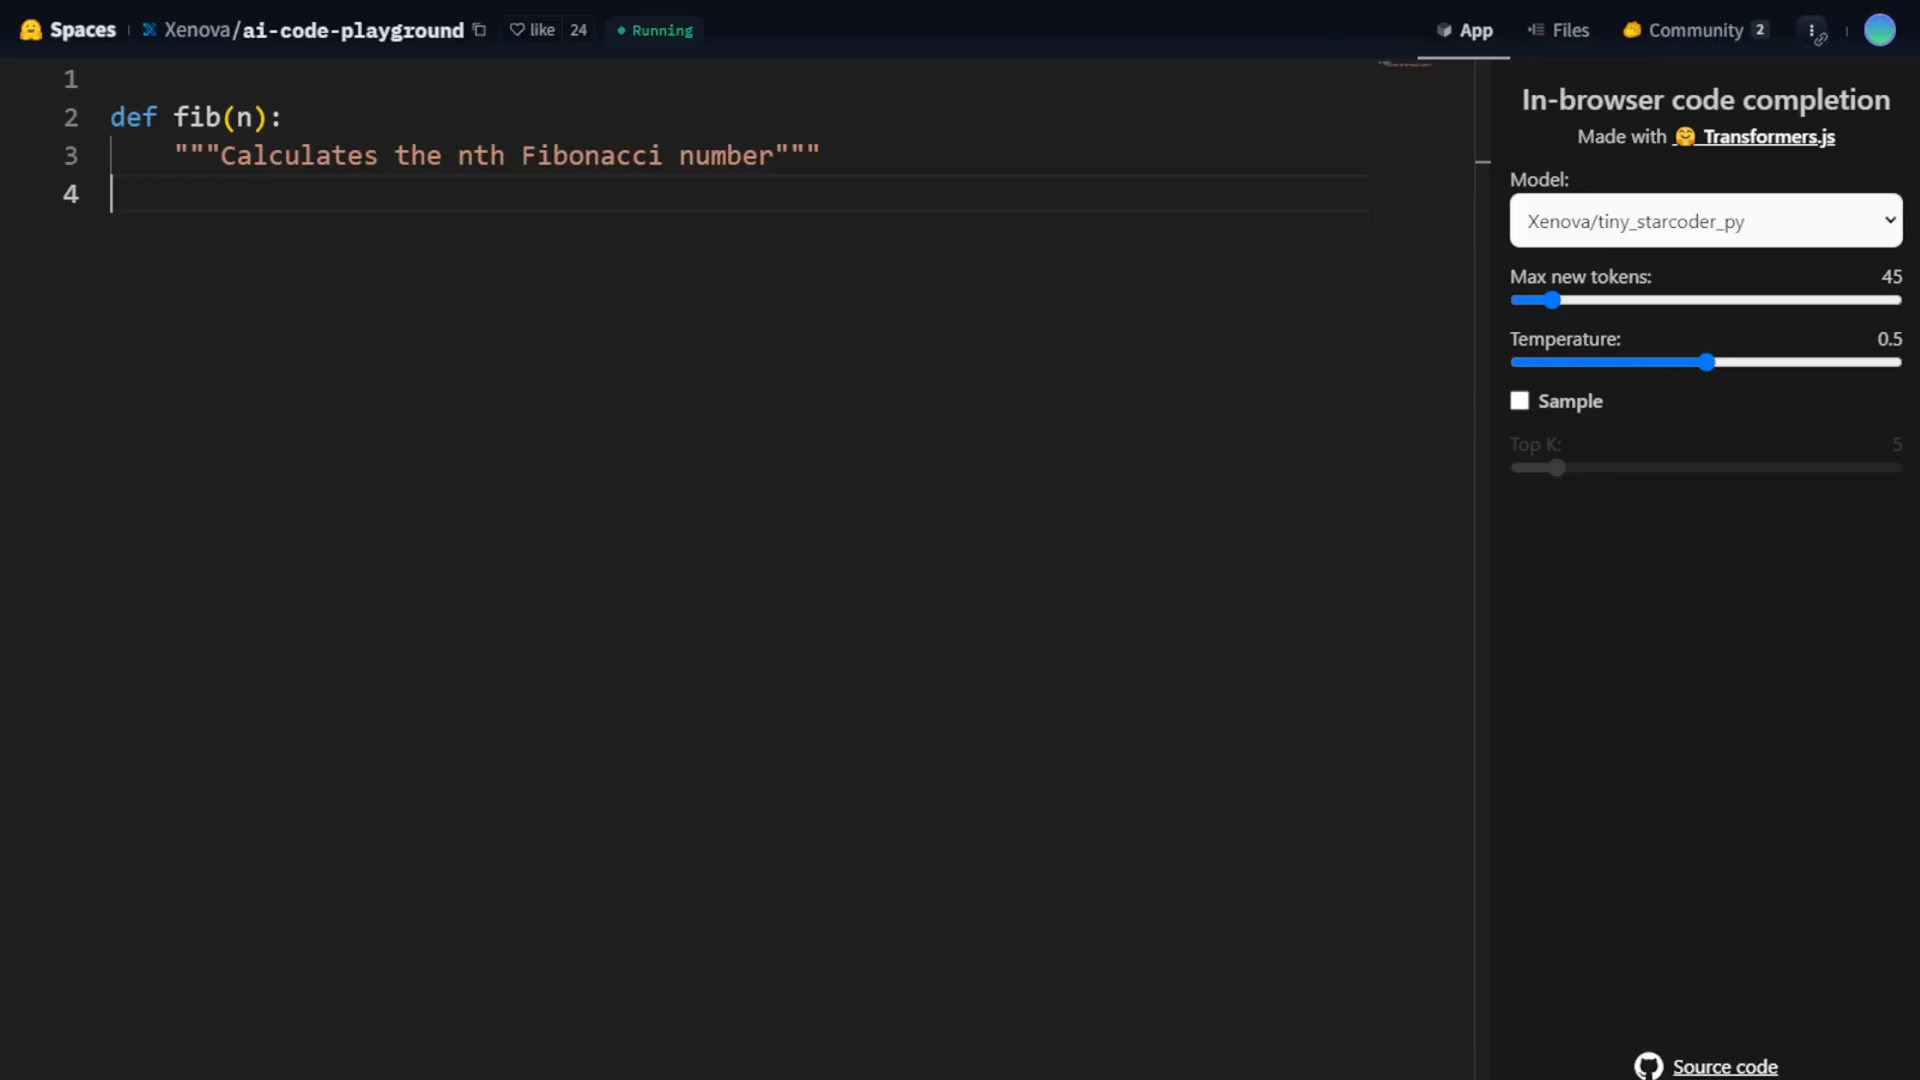 Spaces Xenova/ai-code-playground like 24 Running App Files Community 2
1
2 def fib(n):
3 """Calculates the nth Fibonacci number"""
4
In-browser code completion
Made with Transformers.js
Model:
Xenova/tiny_starcoder_py
Max new tokens: 45
Temperature: 0.5
Sample
Top K: 5
Source code